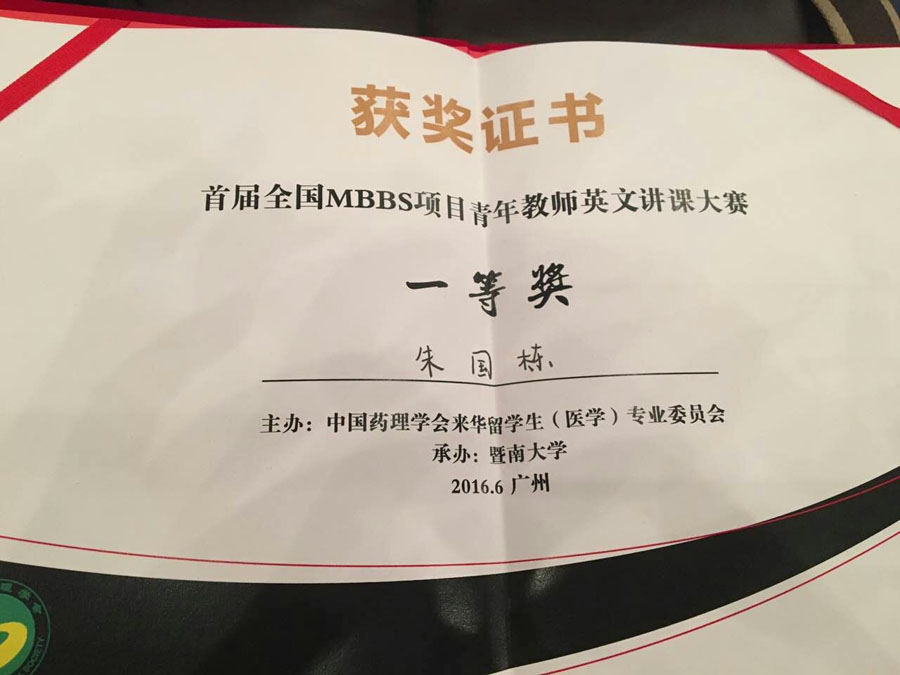 获奖证书
首届全国MBBS项目青年教师英文讲课大赛
一等奖
朱国栋
主办：中国药理学会来华留学生（医学）专业委员会
承办：暨南大学
2016.6 广州
SOCIETY